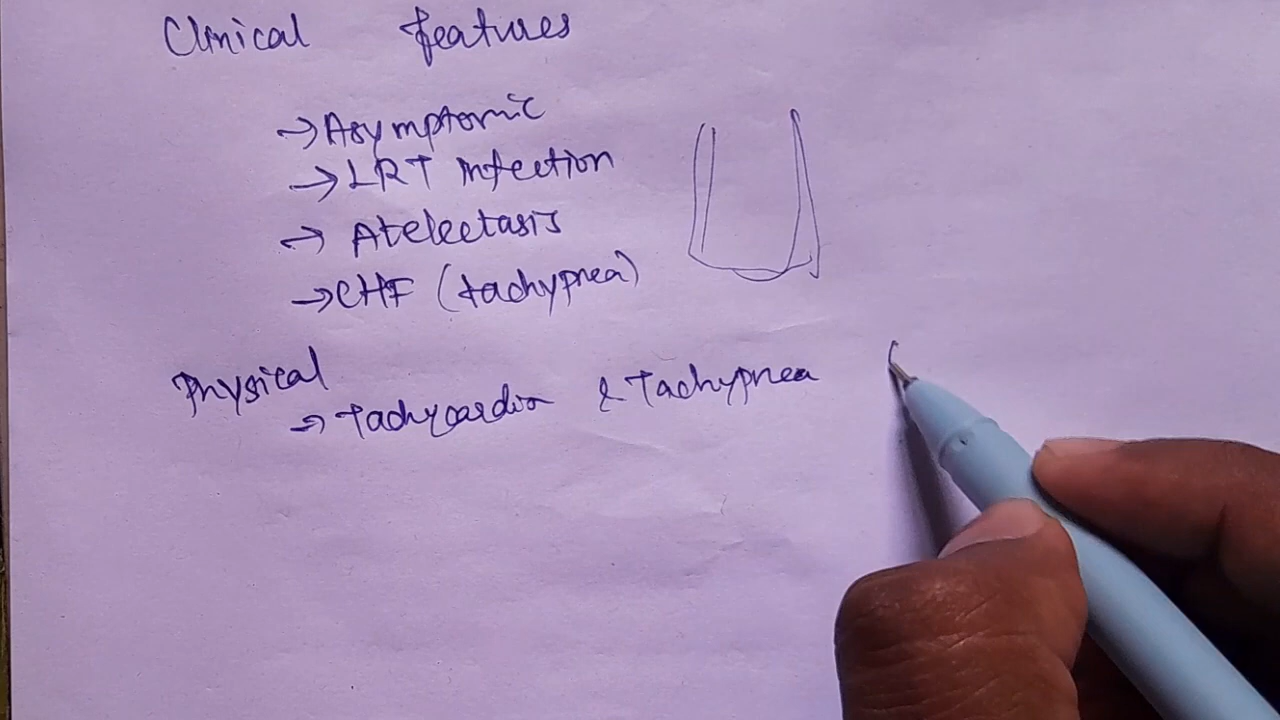 Clinical features
→ Asymptomic
→ LRT infection
→ Atelectasis
→ CHF (tachypnea)
Physical
→ Tachycardia & Tachypnea